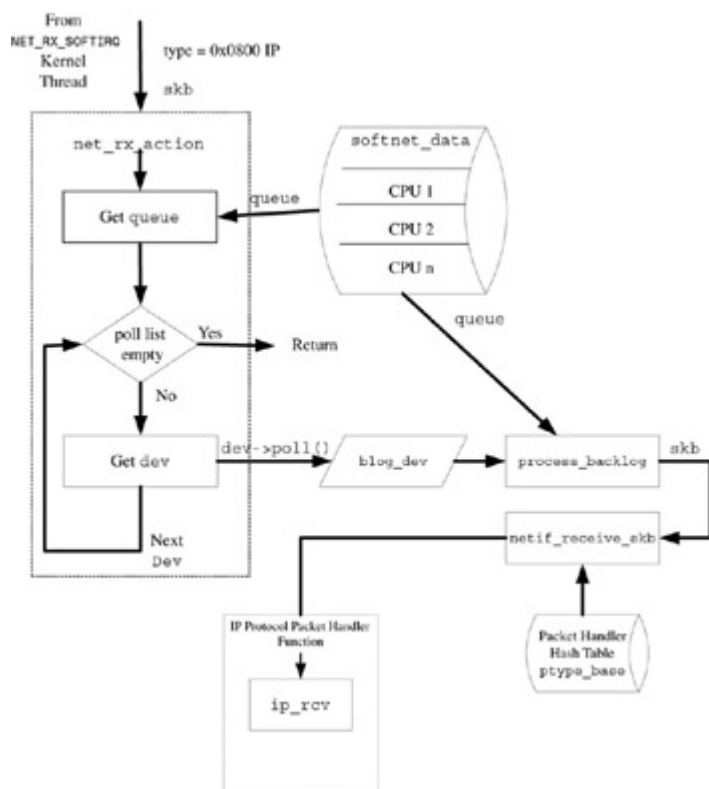 From
NET_RX_SOFTIRQ
Kernel
Thread
type = 0x0800 IP
skb
net_rx_action
softnet_data
queue
CPU 1
Get queue
CPU 2
CPU n
queue
poll list
empty
Yes
Return
No
Get dev
dev->poll()
blog_dev
process_backlog
skb
Next
Dev
netif_receive_skb
IP Protocol Packet Handler
Function
ip_rcv
Packet Handler
Hash Table
ptype_base